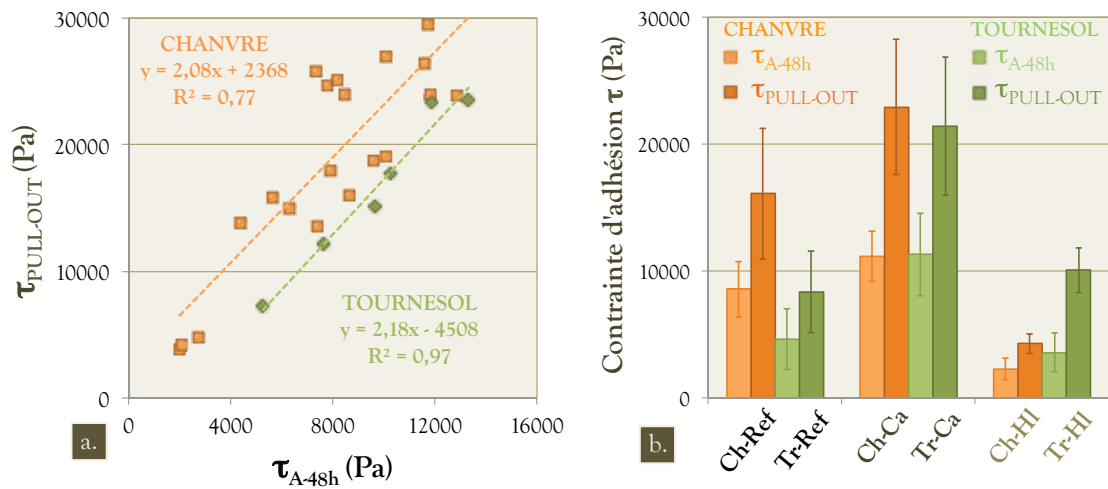 30000
20000
10000
0
τPULL-OUT (Pa)
CHANVRE
y = 2,08x + 2368
R² = 0,77
TOURNESOL
y = 2,18x - 4508
R² = 0,97
0
4000
8000
12000
16000
a.
τA-48h (Pa)
30000
20000
10000
0
Contrainte d'adhésion τ (Pa)
CHANVRE
τA-48h
τPULL-OUT
TOURNESOL
τA-48h
τPULL-OUT
Ch-Ref
Tr-Ref
Ch-Ca
Tr-Ca
Ch-Hl
Tr-Hl
b.